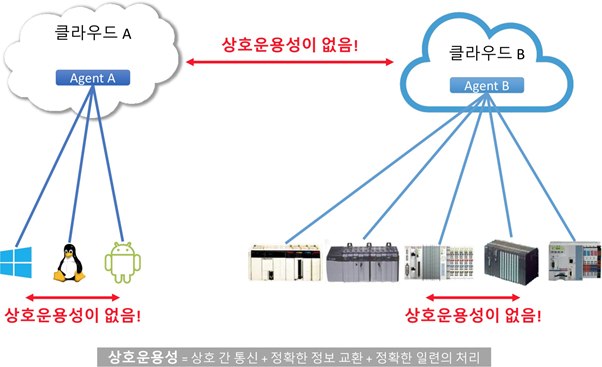 클라우드 A
Agent A
상호운용성이 없음!
클라우드 B
Agent B
상호운용성이 없음!
상호운용성이 없음!
상호운용성 = 상호 간 통신 + 정확한 정보 교환 + 정확한 일련의 처리